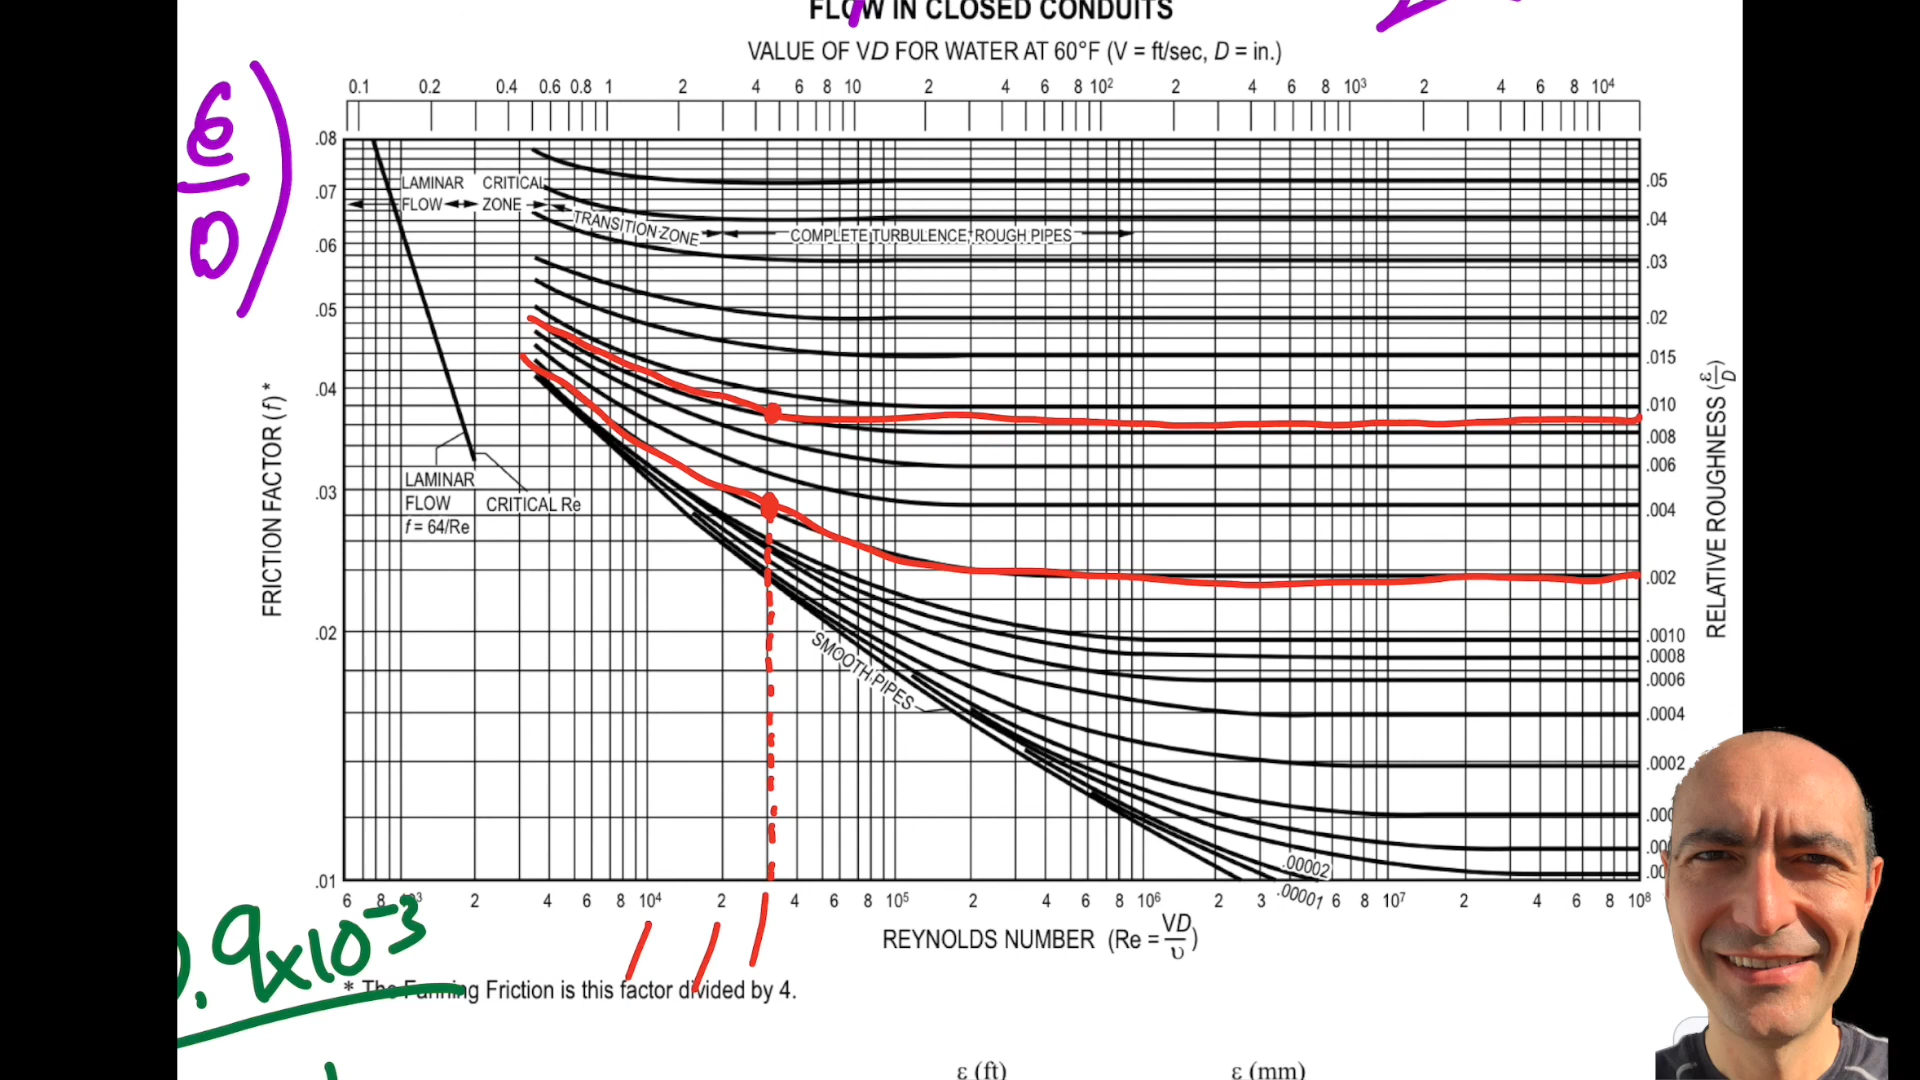 FLOW IN CLOSED CONDUITS
VALUE OF VD FOR WATER AT 60°F (V = ft/sec, D = in.)
0.1 0.2 0.4 0.6 0.8 1 2 4 6 8 10 2 4 6 8 10² 2 4 6 8 10³ 2 4 6 8 10⁴
ε
D
)
.08
.07
.06
.05
.04
.03
.02
.01
FRICTION FACTOR (f) *
LAMINAR FLOW
CRITICAL ZONE
TRANSITION ZONE
COMPLETE TURBULENCE, ROUGH PIPES
LAMINAR
FLOW
f = 64/Re
CRITICAL Re
SMOOTH PIPES
.05
.04
.03
.02
.015
.010
.008
.006
.004
.002
.0010
.0008
.0006
.0004
.0002
.00002
.00001
RELATIVE ROUGHNESS (ε/D)
6 8 2 4 6 8 10⁴ 2 4 6 8 10⁵ 2 4 6 8 10⁶ 2 3 6 8 10⁷ 2 4 6 8 10⁸
REYNOLDS NUMBER (Re = VD/υ)
.9x10⁻³
* The Fanning Friction is this factor divided by 4.
ε (ft) ε (mm)